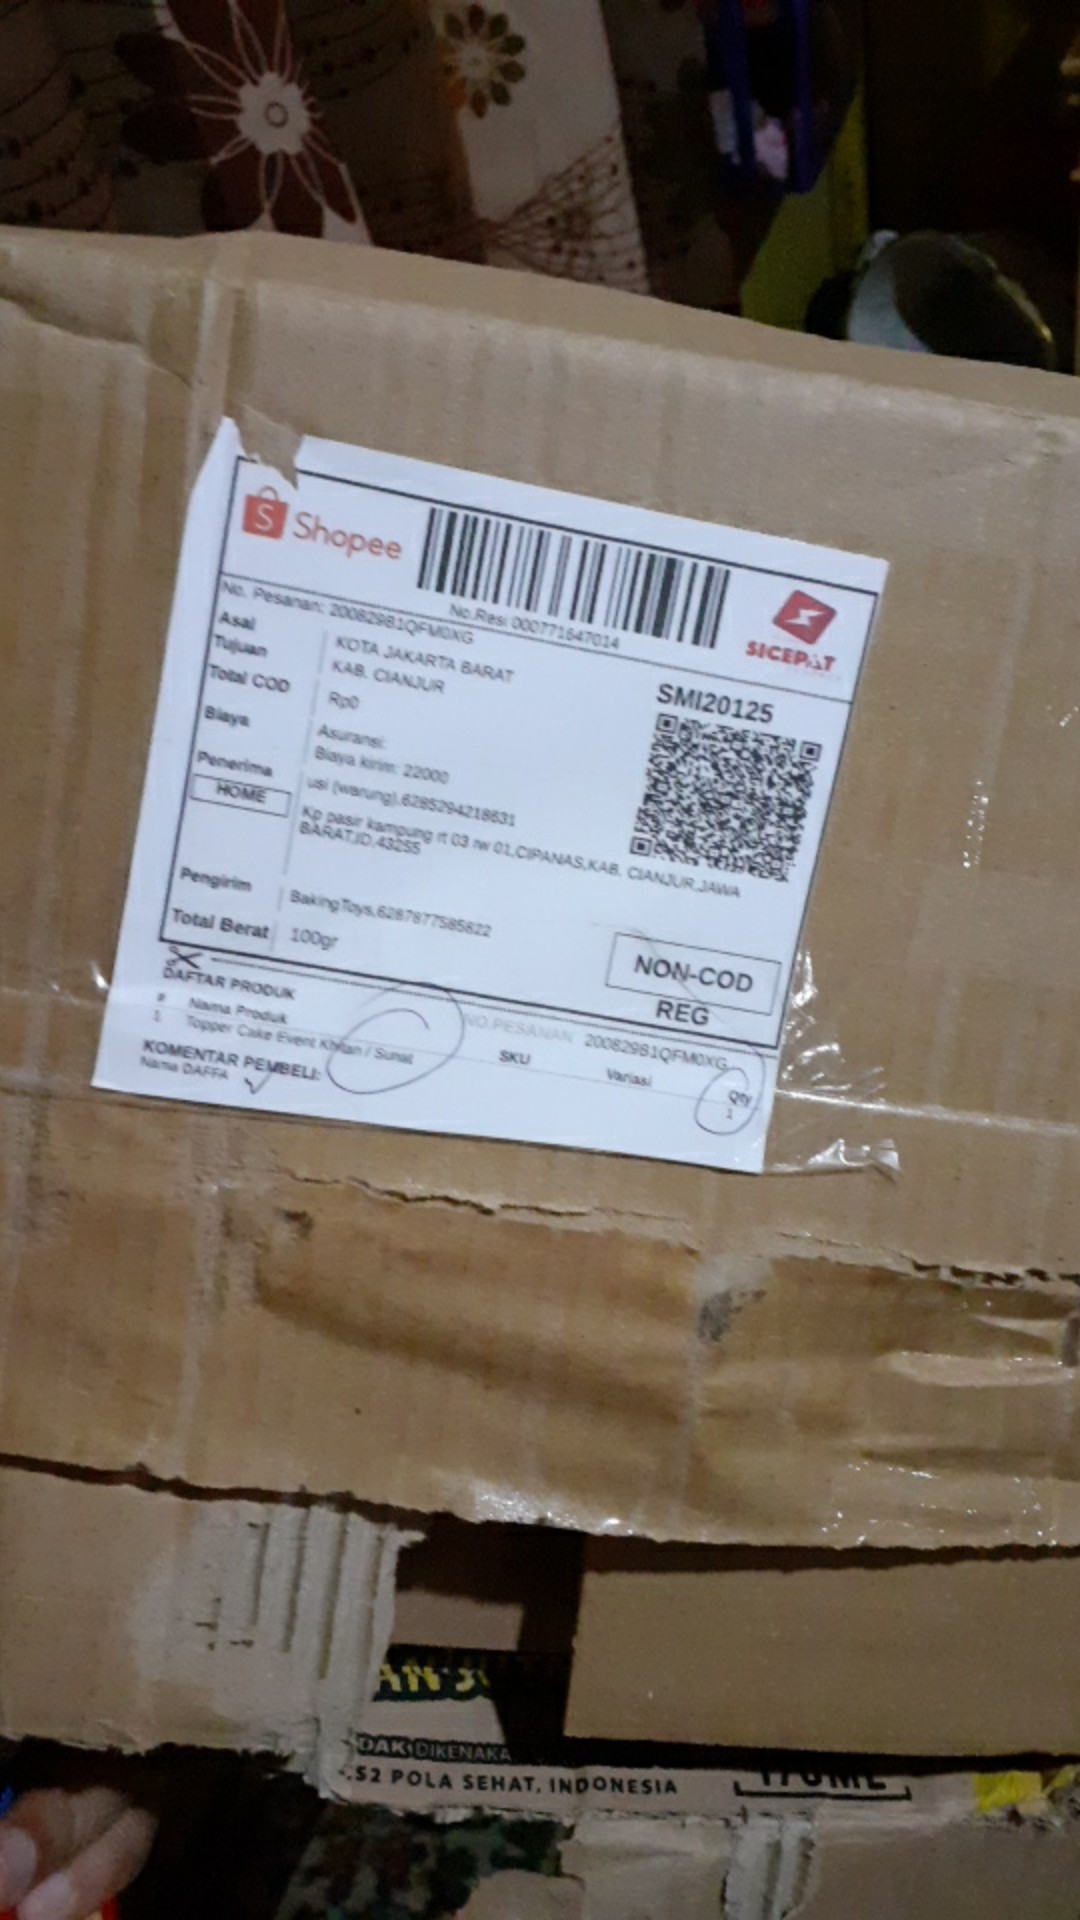 Shopee
No.Resi 000771647014
SICEPAT
No. Pesanan: 200829B1QFM0XG
Asal KOTA JAKARTA BARAT
Tujuan KAB. CIANJUR
Total COD Rp0
SMI20125
Biaya Asuransi:
Biaya kirim: 22000
Penerima usi (warung),6285294218631
HOME Kp pasir kampung rt 03 rw 01,CIPANAS,KAB. CIANJUR,JAWA
BARAT,ID,43255
Pengirim BakingToys,6287877585822
Total Berat 100gr
NON-COD
REG
DAFTAR PRODUK NO.PESANAN 200829B1QFM0XG
# Nama Produk SKU Variasi Qty
1 Topper Cake Event Khitan / Sunat 1
KOMENTAR PEMBELI:
Nama DAFFA
DAK DIKENAKA
52 POLA SEHAT, INDONESIA